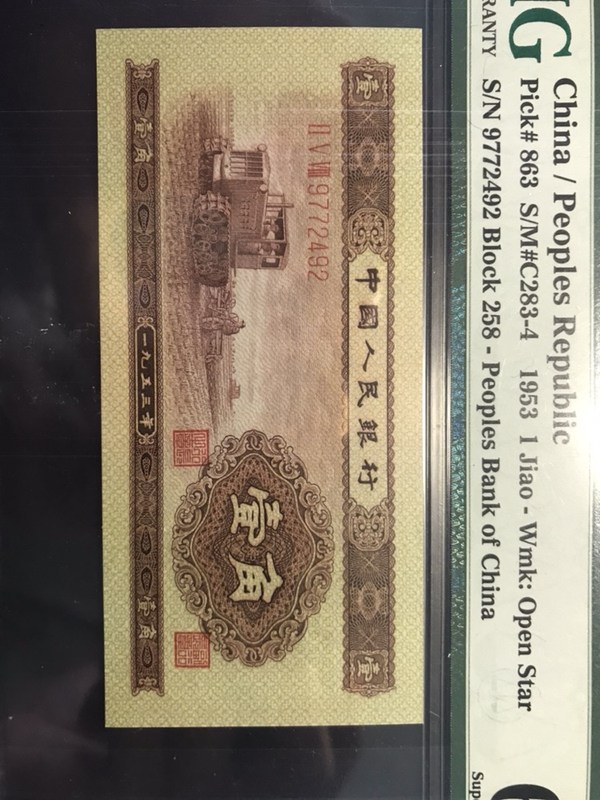 G
China / Peoples Republic
Pick# 863 S/M#C283-4 1953 1 Jiao - Wmk: Open Star
RANTY
S/N 9772492 Block 258 - Peoples Bank of China
Sup
壹 中國人民銀行 壹
II V VIII 9772492
壹角
壹角 一九五三年 壹角